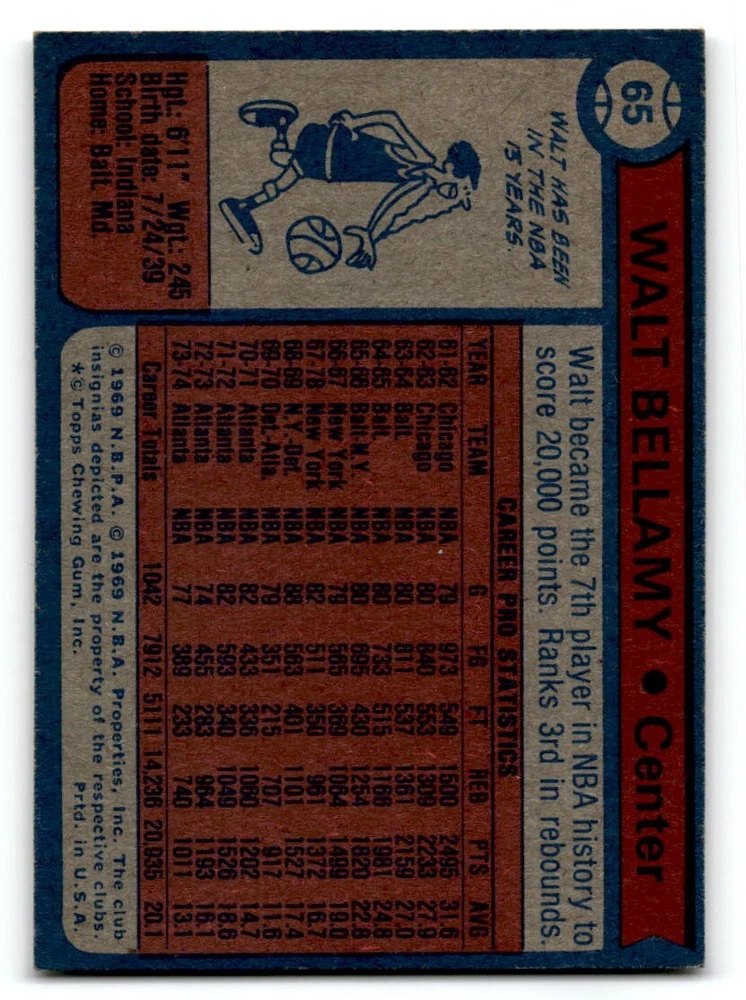 65
WALT BELLAMY • Center
WALT HAS BEEN
IN THE NBA
13 YEARS.
Hgt.: 6'11" Wgt.: 245
Birth date: 7/24/39
School: Indiana
Home: Balt. Md.
Walt became the 7th player in NBA history to
score 20,000 points. Ranks 3rd in rebounds.
CAREER PRO STATISTICS
YEAR TEAM G FG FT REB PTS AVG
61-62 Chicago NBA 79 973 549 1500 2495 31.6
62-63 Chicago NBA 80 840 553 1309 2233 27.9
63-64 Balt. NBA 80 811 537 1361 2159 27.0
64-65 Balt. NBA 80 733 515 1166 1981 24.8
65-66 Balt-N.Y. NBA 80 695 430 1254 1820 22.8
66-67 New York NBA 79 565 369 1064 1499 19.0
67-68 New York NBA 82 511 350 961 1372 16.7
68-69 N.Y.-Det. NBA 88 563 401 1101 1527 17.4
69-70 Det.-Atla. NBA 79 351 215 707 917 11.6
70-71 Atlanta NBA 82 433 336 1060 1202 14.7
71-72 Atlanta NBA 82 593 340 1049 1526 18.6
72-73 Atlanta NBA 74 455 283 964 1193 16.1
73-74 Atlanta NBA 77 389 233 740 1011 13.1
Career Totals 1042 7912 5111 14,236 20,935 20.1
© 1969 N.B.P.A. © 1969 N.B.A. Properties, Inc. The club
insignias depicted are the property of the respective clubs.
*© Topps Chewing Gum, Inc. Prtd. in U.S.A.